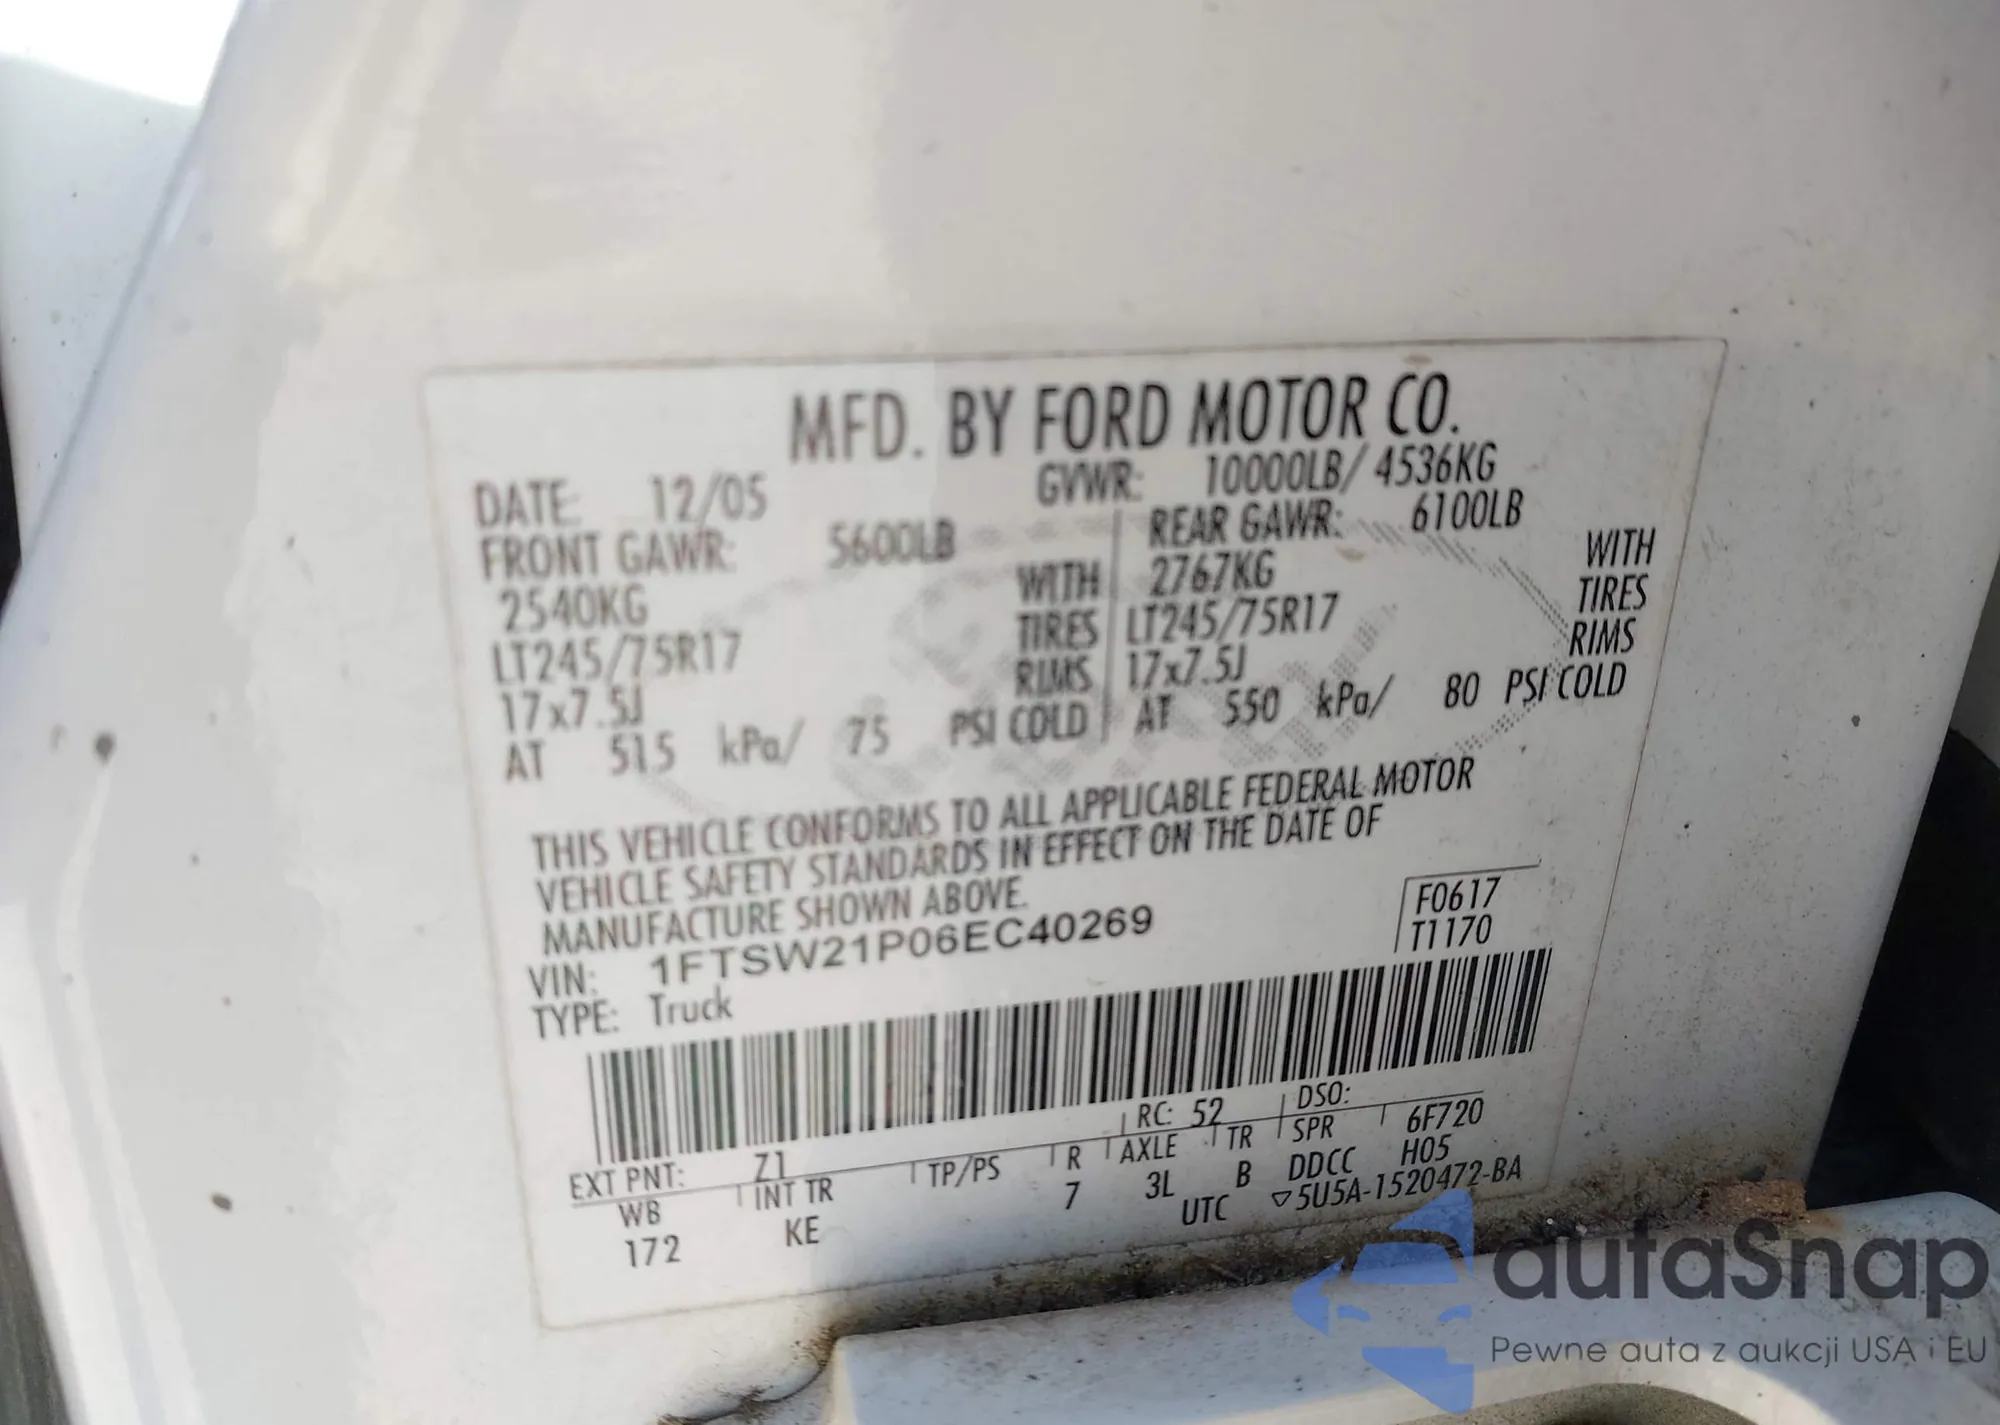 MFD. BY FORD MOTOR CO.
DATE: 12/05 GVWR: 10000LB/ 4536KG
FRONT GAWR: 5600LB REAR GAWR: 6100LB
2540KG WITH 2767KG WITH
LT245/75R17 TIRES LT245/75R17 TIRES
17x7.5J RIMS 17x7.5J RIMS
AT 515 kPa/ 75 PSI COLD AT 550 kPa/ 80 PSI COLD
THIS VEHICLE CONFORMS TO ALL APPLICABLE FEDERAL MOTOR
VEHICLE SAFETY STANDARDS IN EFFECT ON THE DATE OF
MANUFACTURE SHOWN ABOVE.
VIN: 1FTSW21P06EC40269 F0617
TYPE: Truck T1170
EXT PNT: Z1 RC: 52 DSO:
WB INT TR TP/PS R AXLE TR SPR 6F720
172 KE 7 3L B DDCC H05
UTC ▽5U5A-1520472-BA
autaSnap
Pewne auta z aukcji USA i EU